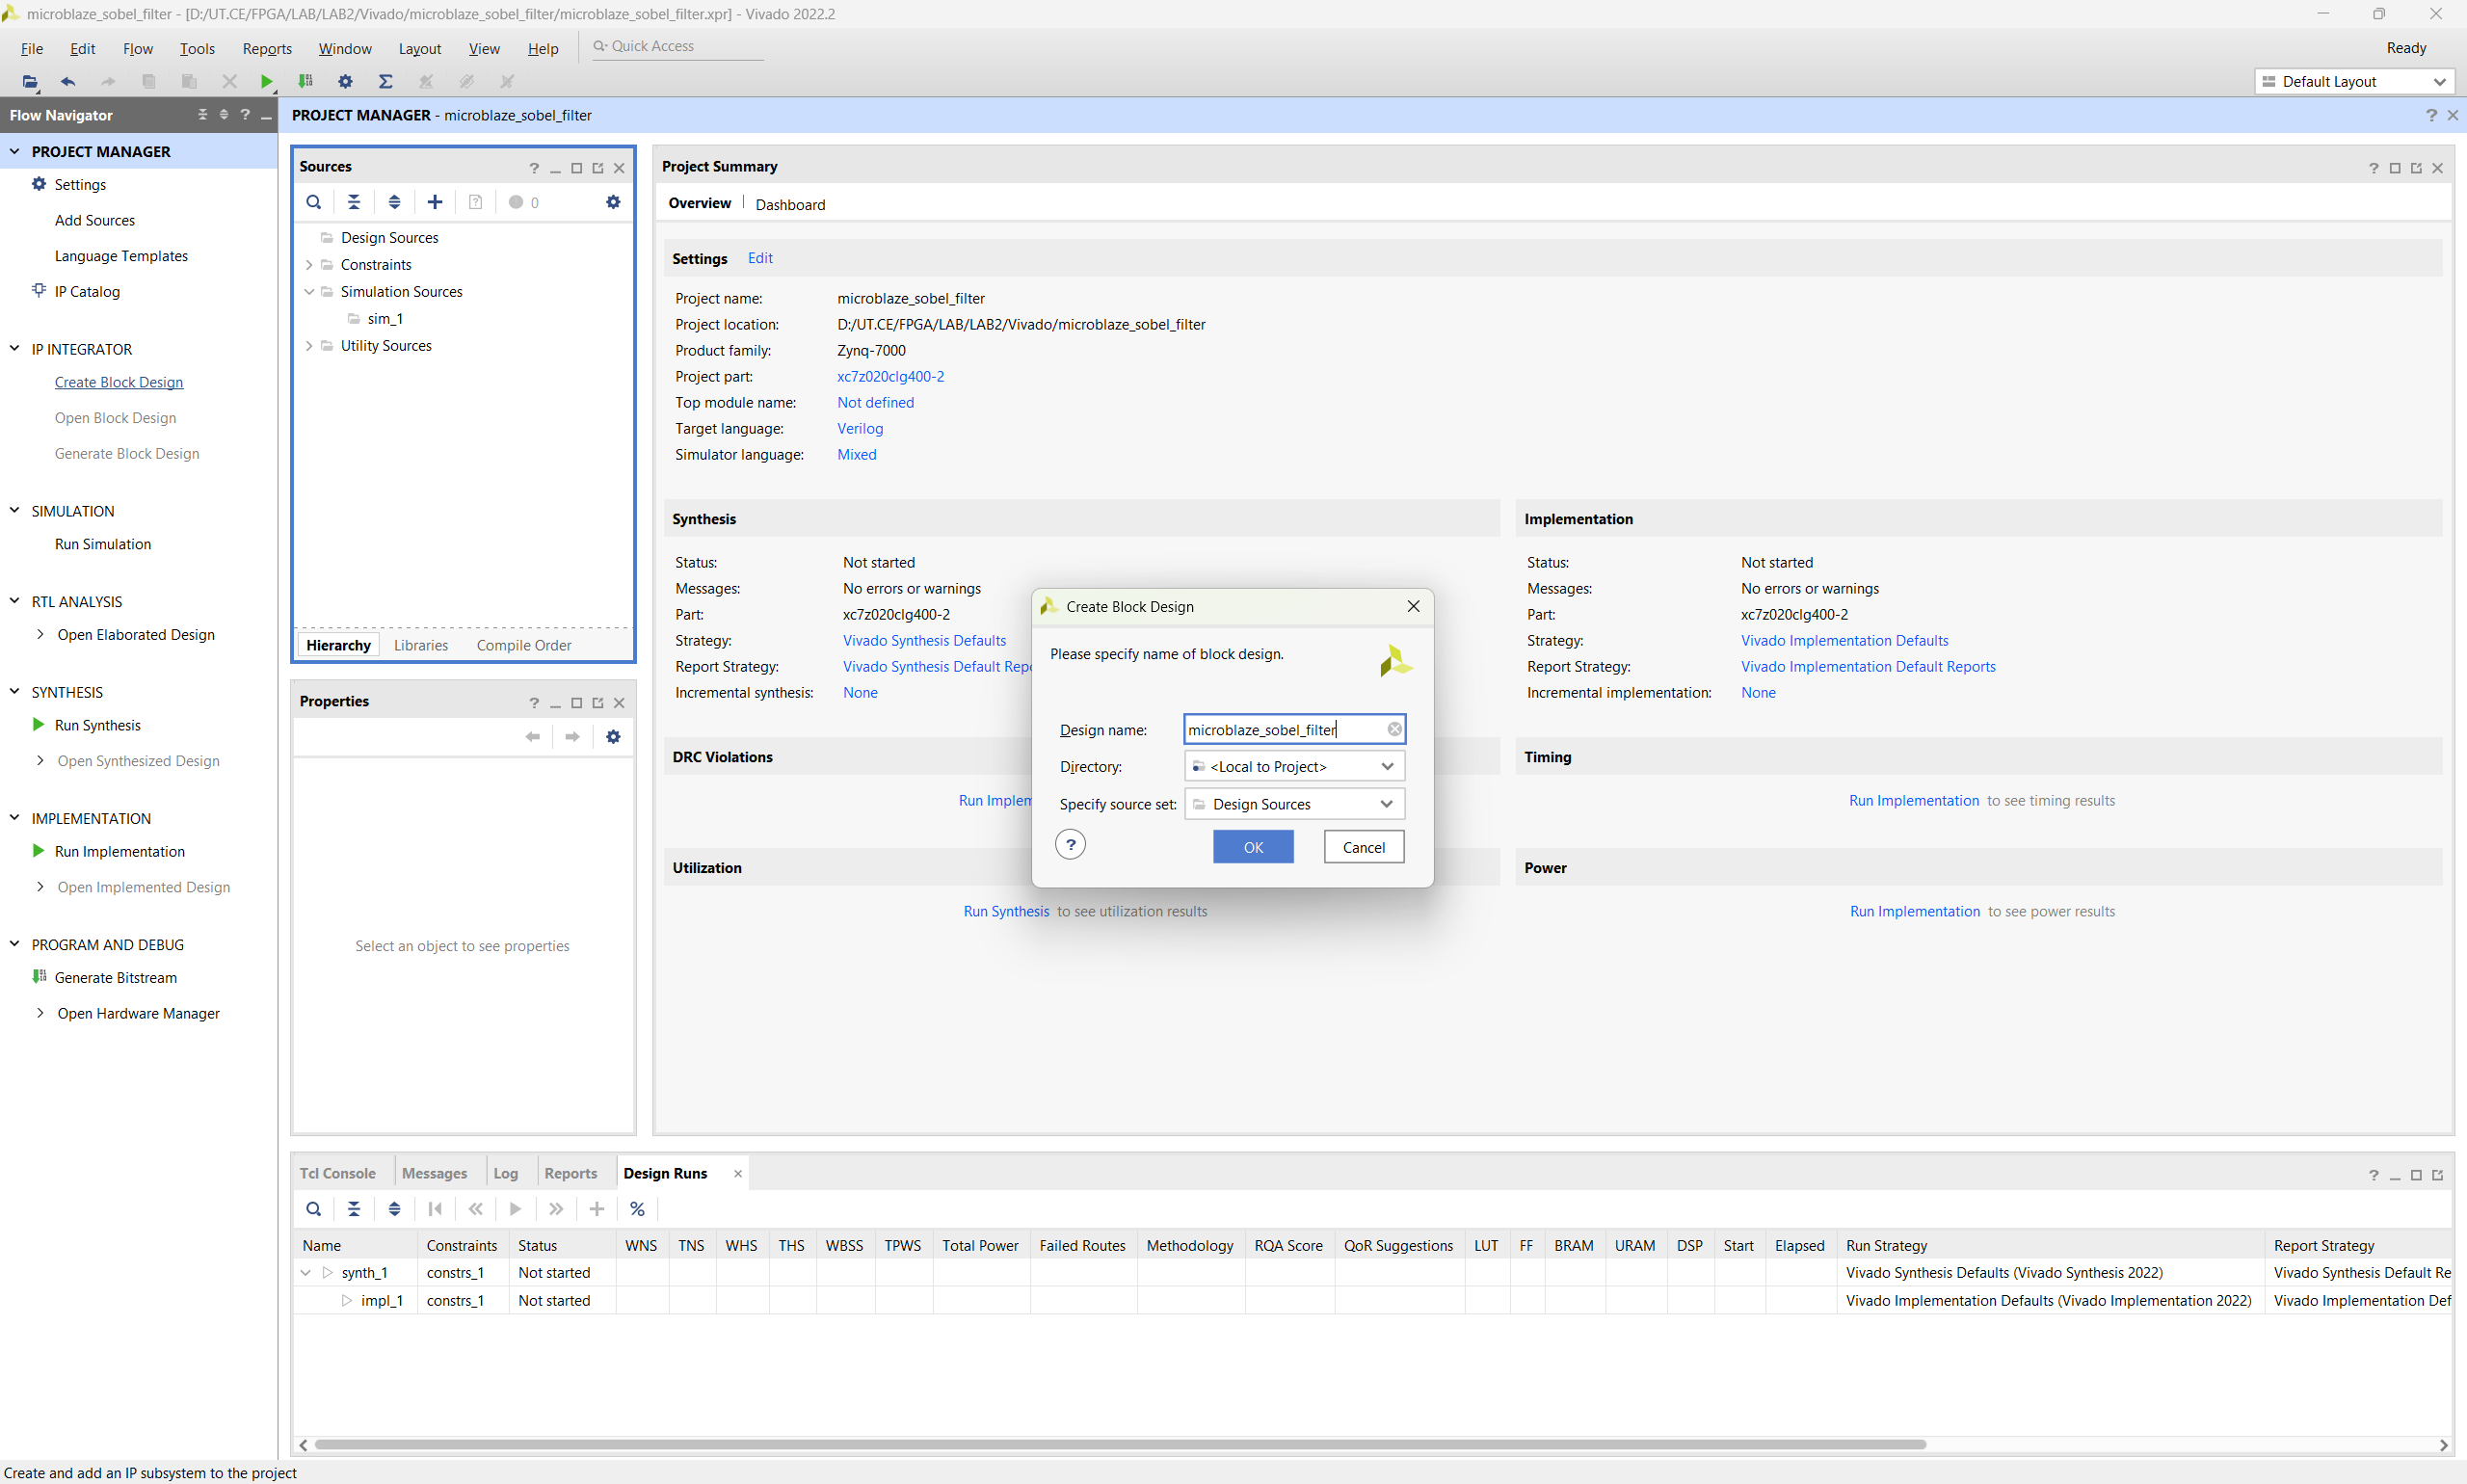 microblaze_sobel_filter - [D:/UT.CE/FPGA/LAB/LAB2/Vivado/microblaze_sobel_filter/microblaze_sobel_filter.xpr] - Vivado 2022.2
File Edit Flow Tools Reports Window Layout View Help Quick Access Ready
Default Layout
Flow Navigator
PROJECT MANAGER
Settings
Add Sources
Language Templates
IP Catalog
IP INTEGRATOR
Create Block Design
Open Block Design
Generate Block Design
SIMULATION
Run Simulation
RTL ANALYSIS
Open Elaborated Design
SYNTHESIS
Run Synthesis
Open Synthesized Design
IMPLEMENTATION
Run Implementation
Open Implemented Design
PROGRAM AND DEBUG
Generate Bitstream
Open Hardware Manager
PROJECT MANAGER - microblaze_sobel_filter
Sources
0
Design Sources
Constraints
Simulation Sources
sim_1
Utility Sources
Hierarchy Libraries Compile Order
Properties
Select an object to see properties
Project Summary
Overview Dashboard
Settings Edit
Project name: microblaze_sobel_filter
Project location: D:/UT.CE/FPGA/LAB/LAB2/Vivado/microblaze_sobel_filter
Product family: Zynq-7000
Project part: xc7z020clg400-2
Top module name: Not defined
Target language: Verilog
Simulator language: Mixed
Synthesis
Status: Not started
Messages: No errors or warnings
Part: xc7z020clg400-2
Strategy: Vivado Synthesis Defaults
Report Strategy: Vivado Synthesis Default Rep
Incremental synthesis: None
Implementation
Status: Not started
Messages: No errors or warnings
Part: xc7z020clg400-2
Strategy: Vivado Implementation Defaults
Report Strategy: Vivado Implementation Default Reports
Incremental implementation: None
DRC Violations
Run Implem
Timing
Run Implementation to see timing results
Utilization
Run Synthesis to see utilization results
Power
Run Implementation to see power results
Create Block Design
Please specify name of block design.
Design name: microblaze_sobel_filter
Directory: <Local to Project>
Specify source set: Design Sources
? OK Cancel
Tcl Console Messages Log Reports Design Runs
Name Constraints Status WNS TNS WHS THS WBSS TPWS Total Power Failed Routes Methodology RQA Score QoR Suggestions LUT FF BRAM URAM DSP Start Elapsed Run Strategy Report Strategy
synth_1 constrs_1 Not started Vivado Synthesis Defaults (Vivado Synthesis 2022) Vivado Synthesis Default Re
impl_1 constrs_1 Not started Vivado Implementation Defaults (Vivado Implementation 2022) Vivado Implementation Def
Create and add an IP subsystem to the project